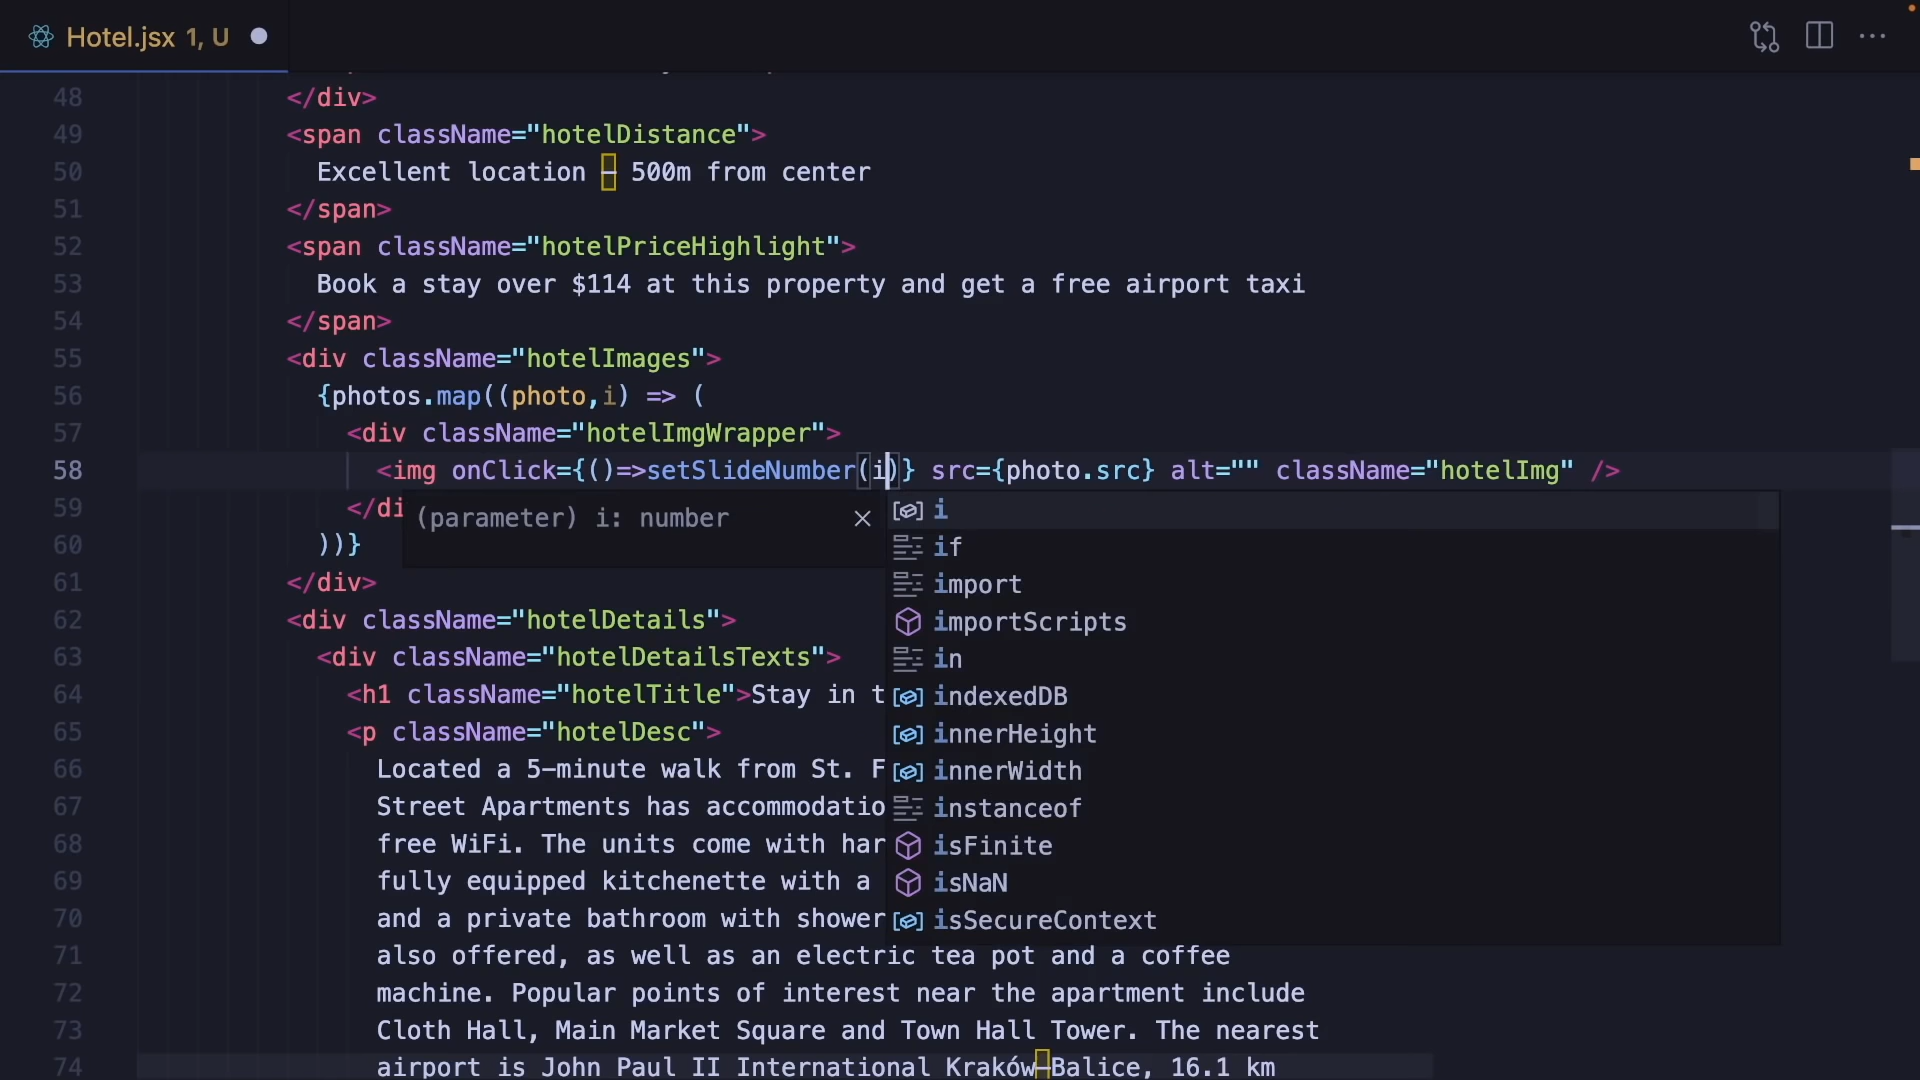 Hotel.jsx 1, U
48 </div>
49 <span className="hotelDistance">
50 Excellent location – 500m from center
51 </span>
52 <span className="hotelPriceHighlight">
53 Book a stay over $114 at this property and get a free airport taxi
54 </span>
55 <div className="hotelImages">
56 {photos.map((photo,i) => (
57 <div className="hotelImgWrapper">
58 <img onClick={()=>setSlideNumber(i)} src={photo.src} alt="" className="hotelImg" />
59 </di
(parameter) i: number
i
if
import
importScripts
in
indexedDB
innerHeight
innerWidth
instanceof
isFinite
isNaN
isSecureContext
60 ))}
61 </div>
62 <div className="hotelDetails">
63 <div className="hotelDetailsTexts">
64 <h1 className="hotelTitle">Stay in t
65 <p className="hotelDesc">
66 Located a 5-minute walk from St. F
67 Street Apartments has accommodatio
68 free WiFi. The units come with har
69 fully equipped kitchenette with a
70 and a private bathroom with shower
71 also offered, as well as an electric tea pot and a coffee
72 machine. Popular points of interest near the apartment include
73 Cloth Hall, Main Market Square and Town Hall Tower. The nearest
74 airport is John Paul II International Kraków–Balice, 16.1 km